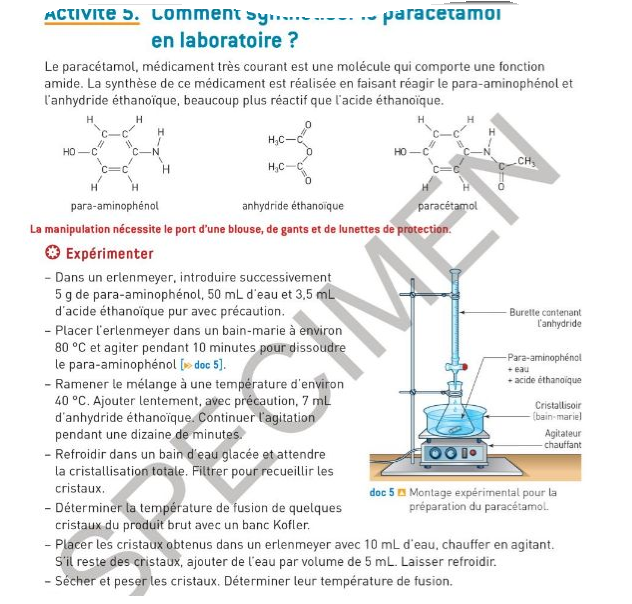 Activité 5. Comment synthétiser le paracétamol
en laboratoire ?
Le paracétamol, médicament très courant est une molécule qui comporte une fonction
amide. La synthèse de ce médicament est réalisée en faisant réagir le para-aminophénol et
l'anhydride éthanoïque, beaucoup plus réactif que l'acide éthanoïque.
H H H HO C C C C C C N H H H
O H₃C—C O H₃C—C O
H H H HO C C C C C C N C CH₃ H H O
para-aminophénol
anhydride éthanoïque
paracétamol
La manipulation nécessite le port d'une blouse, de gants et de lunettes de protection.
Expérimenter
– Dans un erlenmeyer, introduire successivement
5 g de para-aminophénol, 50 mL d'eau et 3,5 mL
d'acide éthanoïque pur avec précaution.
– Placer l'erlenmeyer dans un bain-marie à environ
80 °C et agiter pendant 10 minutes pour dissoudre
le para-aminophénol [▶ doc 5].
– Ramener le mélange à une température d'environ
40 °C. Ajouter lentement, avec précaution, 7 mL
d'anhydride éthanoïque. Continuer l'agitation
pendant une dizaine de minutes.
– Refroidir dans un bain d'eau glacée et attendre
la cristallisation totale. Filtrer pour recueillir les
cristaux.
– Déterminer la température de fusion de quelques
cristaux du produit brut avec un banc Kofler.
– Placer les cristaux obtenus dans un erlenmeyer avec 10 mL d'eau, chauffer en agitant.
S'il reste des cristaux, ajouter de l'eau par volume de 5 mL. Laisser refroidir.
– Sécher et peser les cristaux. Déterminer leur température de fusion.
Burette contenant
l'anhydride
Para-aminophénol
+ eau
+ acide éthanoïque
Cristallisoir
(bain-marie)
Agitateur
chauffant
doc 5 Montage expérimental pour la
préparation du paracétamol.
SPECIMEN